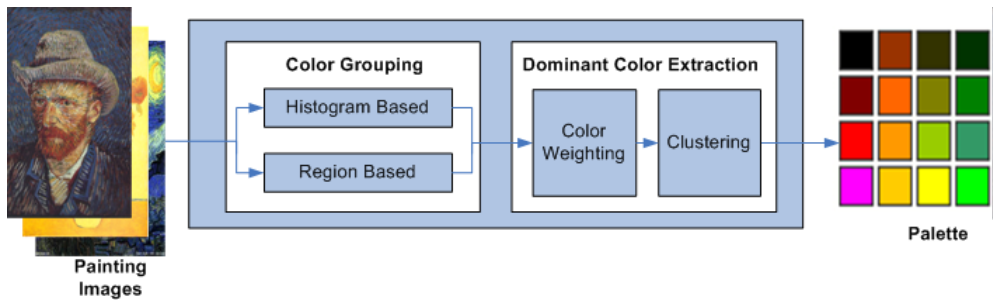 Color Grouping
Histogram Based
Region Based
Dominant Color Extraction
Color
Weighting
Clustering
Painting
Images
Palette